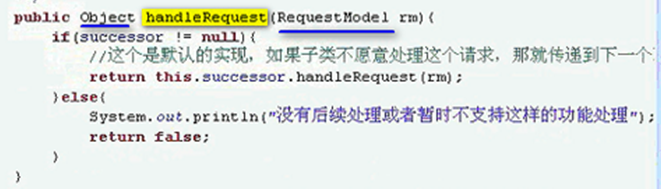 public Object handleRequest(RequestModel rm){
if(successor != null){
//这个是默认的实现，如果子类不愿意处理这个请求，那就传递到下一个
return this.successor.handleRequest(rm);
}else{
System.out.println("没有后续处理或者暂时不支持这样的功能处理");
return false;
}
}